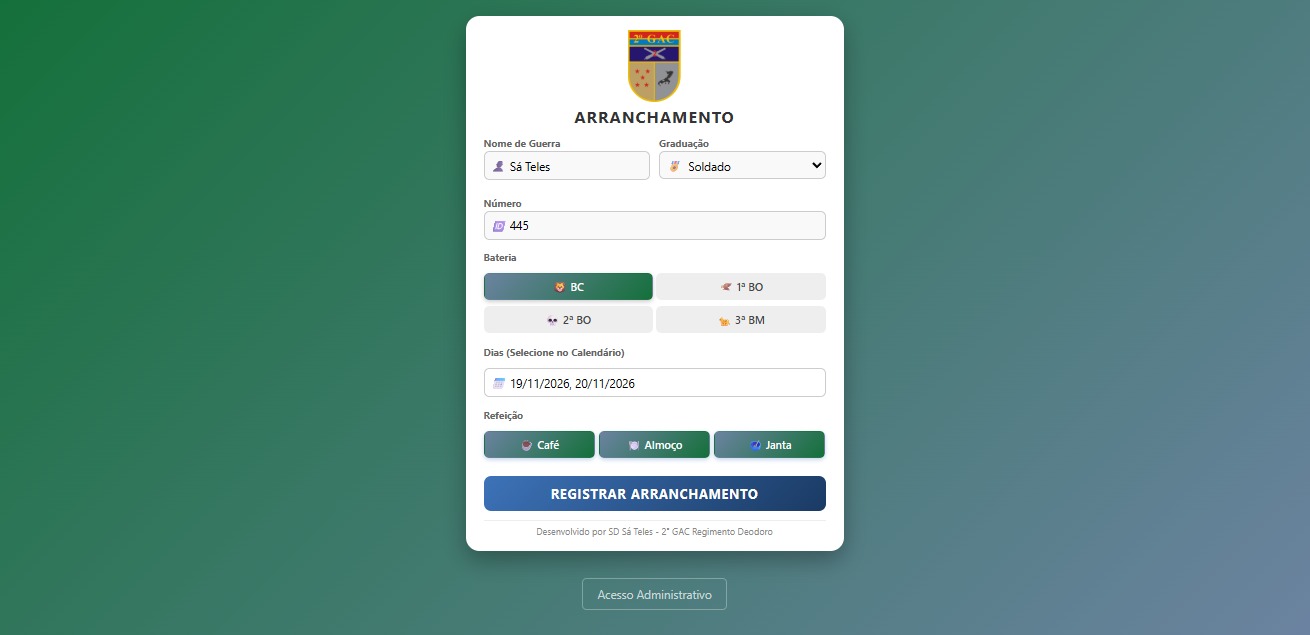 2º GAC
ARRANCHAMENTO
Nome de Guerra
Graduação
Sá Teles
Soldado
Número
445
Bateria
BC
1ª BO
2ª BO
3ª BM
Dias (Selecione no Calendário)
19/11/2026, 20/11/2026
Refeição
Café
Almoço
Janta
REGISTRAR ARRANCHAMENTO
Desenvolvido por SD Sá Teles - 2° GAC Regimento Deodoro
Acesso Administrativo